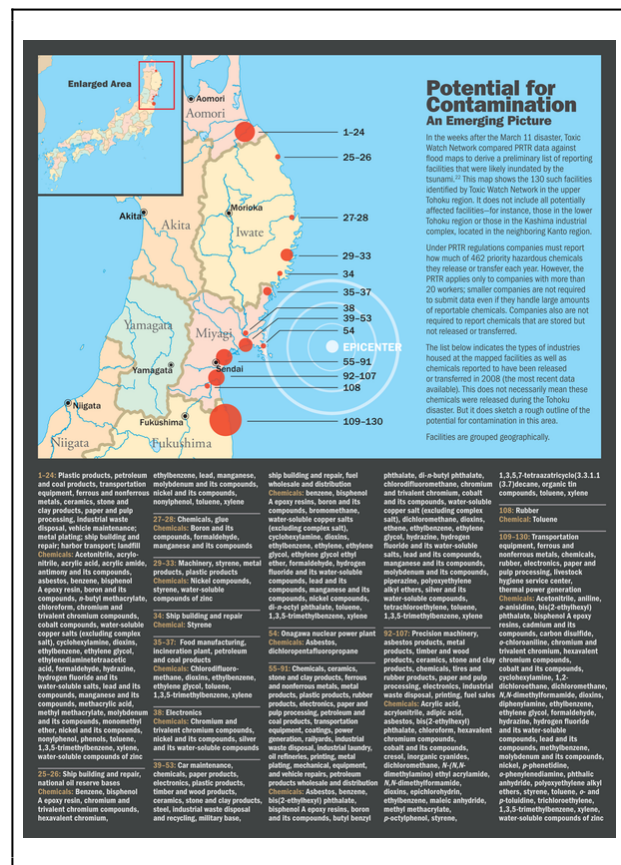 Enlarged Area
Aomori
Aomori
Akita
Akita
Morioka
Iwate
Yamagata
Yamagata
Miyagi
Sendai
EPICENTER
Niigata
Niigata
Fukushima
Fukushima
1–24
25–26
27-28
29–33
34
35–37
38
39–53
54
55–91
92–107
108
109–130
Potential for
Contamination
An Emerging Picture
In the weeks after the March 11 disaster, Toxic
Watch Network compared PRTR data against
flood maps to derive a preliminary list of reporting
facilities that were likely inundated by the
tsunami.22 This map shows the 130 such facilities
identified by Toxic Watch Network in the upper
Tohoku region. It does not include all potentially
affected facilities—for instance, those in the lower
Tohoku region or those in the Kashima industrial
complex, located in the neighboring Kanto region.
Under PRTR regulations companies must report
how much of 462 priority hazardous chemicals
they release or transfer each year. However, the
PRTR applies only to companies with more than
20 workers; smaller companies are not required
to submit data even if they handle large amounts
of reportable chemicals. Companies also are not
required to report chemicals that are stored but
not released or transferred.
The list below indicates the types of industries
housed at the mapped facilities as well as
chemicals reported to have been released
or transferred in 2008 (the most recent data
available). This does not necessarily mean these
chemicals were released during the Tohoku
disaster. But it does sketch a rough outline of the
potential for contamination in this area.
Facilities are grouped geographically.
1–24: Plastic products, petroleum
and coal products, transportation
equipment, ferrous and nonferrous
metals, ceramics, stone and
clay products, paper and pulp
processing, industrial waste
disposal, vehicle maintenance;
metal plating; ship building and
repair; harbor transport; landfill
Chemicals: Acetonitrile, acrylo-
nitrile, acrylic acid, acrylic amide,
antimony and its compounds,
asbestos, benzene, bisphenol
A epoxy resin, boron and its
compounds, n-butyl methacrylate,
chloroform, chromium and
trivalent chromium compounds,
cobalt compounds, water-soluble
copper salts (excluding complex
salt), cyclohexylamine, dioxins,
ethylbenzene, ethylene glycol,
ethylenediaminetetraacetic
acid, formaldehyde, hydrazine,
hydrogen fluoride and its
water-soluble salts, lead and its
compounds, manganese and its
compounds, methacrylic acid,
methyl methacrylate, molybdenum
and its compounds, monomethyl
ether, nickel and its compounds,
nonylphenol, phenols, toluene,
1,3,5-trimethylbenzene, xylene,
water-soluble compounds of zinc
25–26: Ship building and repair,
national oil reserve bases
Chemicals: Benzene, bisphenol
A epoxy resin, chromium and
trivalent chromium compounds,
hexavalent chromium,
ethylbenzene, lead, manganese,
molybdenum and its compounds,
nickel and its compounds,
nonylphenol, toluene, xylene
27–28: Chemicals, glue
Chemicals: Boron and its
compounds, formaldehyde,
manganese and its compounds
29–33: Machinery, styrene, metal
products, plastic products
Chemicals: Nickel compounds,
styrene, water-soluble
compounds of zinc
34: Ship building and repair
Chemical: Styrene
35–37: Food manufacturing,
incineration plant, petroleum
and coal product
Chemicals: Chlorodifluoro-
methane, dioxins, ethylbenzene,
ethylene glycol, toluene,
1,3,5-trimethylbenzene, xylene
38: Electronics
Chemicals: Chromium and
trivalent chromium compounds,
nickel and its compounds, silver
and its water-soluble compounds
39–53: Car maintenance,
chemicals, paper products,
electronics, plastic products,
timber and wood products,
ceramics, stone and clay products,
steel, industrial waste disposal
and recycling, military base,
ship building and repair, fuel
wholesale and distribution
Chemicals: benzene, bisphenol
A epoxy resins, boron and its
compounds, bromomethane,
water-soluble copper salts
(excluding complex salt),
cyclohexylamine, dioxins,
ethylbenzene, ethylene, ethylene
glycol, ethylene glycol ethyl
ether, formaldehyde, hydrogen
fluoride and its water-soluble
salts, lead and its compounds,
manganese and its compounds,
nickel compounds,
di-n-octyl phthalate, toluene,
1,3,5-trimethylbenzene, xylene
54: Onagawa nuclear power plant
Chemicals: Asbestos,
dichloropentafluoropropane
55–91: Chemicals, ceramics,
stone and clay products, ferrous
and nonferrous metals, metal
products, plastic products, rubber
products, electronics, paper and
pulp processing, petroleum and
coal products, transportation
equipment, coatings, power
generation, railyards, industrial
waste disposal, industrial laundry,
oil refineries, printing, metal
plating, mechanical, equipment,
and vehicle repairs, petroleum
products wholesale and distribution
Chemicals: Asbestos, benzene,
bis(2-ethylhexyl) phthalate,
bisphenol A epoxy resins, boron
and its compounds, butyl benzyl
phthalate, di-n-butyl phthalate,
chlorodifluoromethane, chromium
and trivalent chromium, cobalt
and its compounds, water-soluble
copper salt (excluding complex
salt), dichloromethane, dioxins,
ethene, ethylbenzene, ethylene
glycol, hydrazine, hydrogen
fluoride and its water-soluble
salts, lead and its compounds,
manganese and its compounds,
molybdenum and its compounds,
piperazine, polyoxyethylene
alkyl ethers, silver and its
water-soluble compounds,
tetrachloroethylene, toluene,
1,3,5-trimethylbenzene, xylene
92–107: Precision machinery,
asbestos products, metal
products, timber and wood
products, ceramics, stone and clay
products, chemicals, tires and
rubber products, paper and pulp
processing, electronics, industrial
waste disposal, printing, fuel sales
Chemicals: Acrylic acid,
acrylonitrile, adipic acid,
asbestos, bis(2-ethylhexyl)
phthalate, chloroform, hexavalent
chromium compounds,
cobalt and its compounds,
cresol, inorganic cyanides,
dichloromethane, N-(N,N-
dimethylamino) ethyl acrylamide,
N,N-dimethylformamide,
dioxins, epichlorohydrin,
ethylbenzene, maleic anhydride,
methyl methacrylate,
p-octylphenol, styrene,
1,3,5,7-tetraazatricyclo(3.3.1.1
(3.7)decane, organic tin
compounds, toluene, xylene
108: Rubber
Chemical: Toluene
109–130: Transportation
equipment, ferrous and
nonferrous metals, chemicals,
rubber, electronics, paper and
pulp processing, livestock
hygiene service center,
thermal power generation
Chemicals: Acetonitrile, aniline,
o-anisidine, bis(2-ethylhexyl)
phthalate, bisphenol A epoxy
resins, cadmium and its
compounds, carbon disulfide,
o-chloroaniline, chromium and
trivalent chromium, hexavalent
chromium compounds,
cobalt and its compounds,
cyclohexylamine, 1,2-
dichloroethane, dichloromethane,
N,N-dimethylformamide, dioxins,
diphenylamine, ethylbenzene,
ethylene glycol, formaldehyde,
hydrazine, hydrogen fluoride
and its water-soluble salts,
lead and its compounds,
methylbenzene,
molybdenum and its compounds,
nickel, p-phenetidine,
o-phenylenediamine, phthalic
anhydride, polyoxyethylene alkyl
ethers, styrene, toluene, o- and
p-toluidine, trichloroethylene,
1,3,5-trimethylbenzene, xylene,
water-soluble compounds of zinc